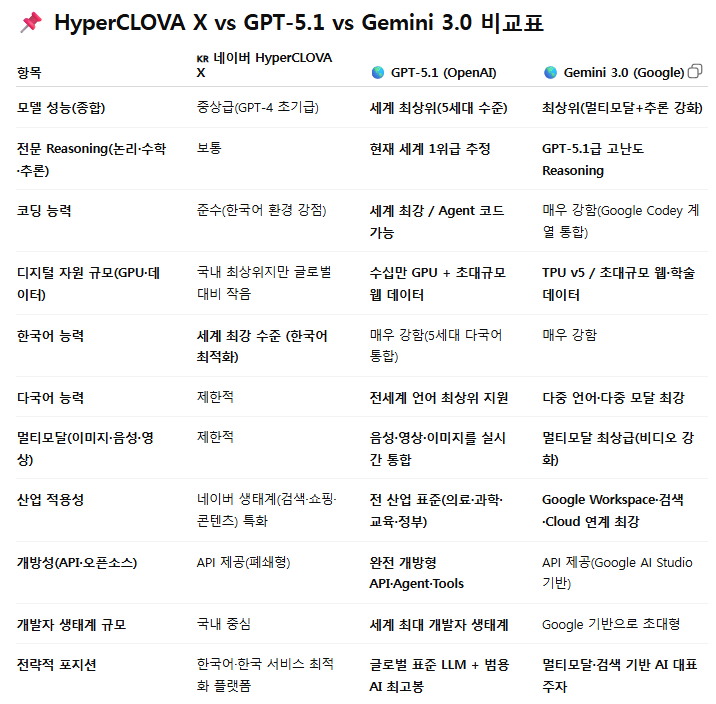 📌 HyperCLOVA X vs GPT-5.1 vs Gemini 3.0 비교표
항목
KR 네이버 HyperCLOVA
X
🌏 GPT-5.1 (OpenAI)
🌏 Gemini 3.0 (Google)
모델 성능(종합)
중상급(GPT-4 초기급)
세계 최상위(5세대 수준)
최상위(멀티모달+추론 강화)
전문 Reasoning(논리·수학
·추론)
보통
현재 세계 1위급 추정
GPT-5.1급 고난도
Reasoning
코딩 능력
준수(한국어 환경 강점)
세계 최강 / Agent 코드
가능
매우 강함(Google Codey 계
열 통합)
디지털 자원 규모(GPU·데
이터)
국내 최상위지만 글로벌
대비 작음
수십만 GPU + 초대규모
웹 데이터
TPU v5 / 초대규모 웹·학술
데이터
한국어 능력
세계 최강 수준 (한국어
최적화)
매우 강함(5세대 다국어
통합)
매우 강함
다국어 능력
제한적
전세계 언어 최상위 지원
다중 언어·다중 모달 최강
멀티모달(이미지·음성·영
상)
제한적
음성·영상·이미지를 실시
간 통합
멀티모달 최상급(비디오 강
화)
산업 적용성
네이버 생태계(검색·쇼핑·
콘텐츠) 특화
전 산업 표준(의료·과학·
교육·정부)
Google Workspace·검색
·Cloud 연계 최강
개방성(API·오픈소스)
API 제공(폐쇄형)
완전 개방형
API·Agent·Tools
API 제공(Google AI Studio
기반)
개발자 생태계 규모
국내 중심
세계 최대 개발자 생태계
Google 기반으로 초대형
전략적 포지션
한국어·한국 서비스 최적
화 플랫폼
글로벌 표준 LLM + 범용
AI 최고봉
멀티모달·검색 기반 AI 대표
주자